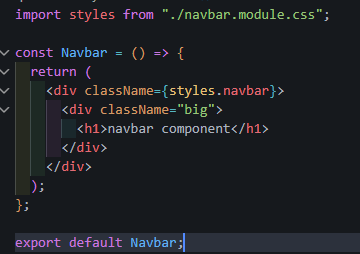 import styles from "./navbar.module.css";
const Navbar = () => {
return (
<div className={styles.navbar}>
<div className="big">
<h1>navbar component</h1>
</div>
</div>
);
};
export default Navbar;